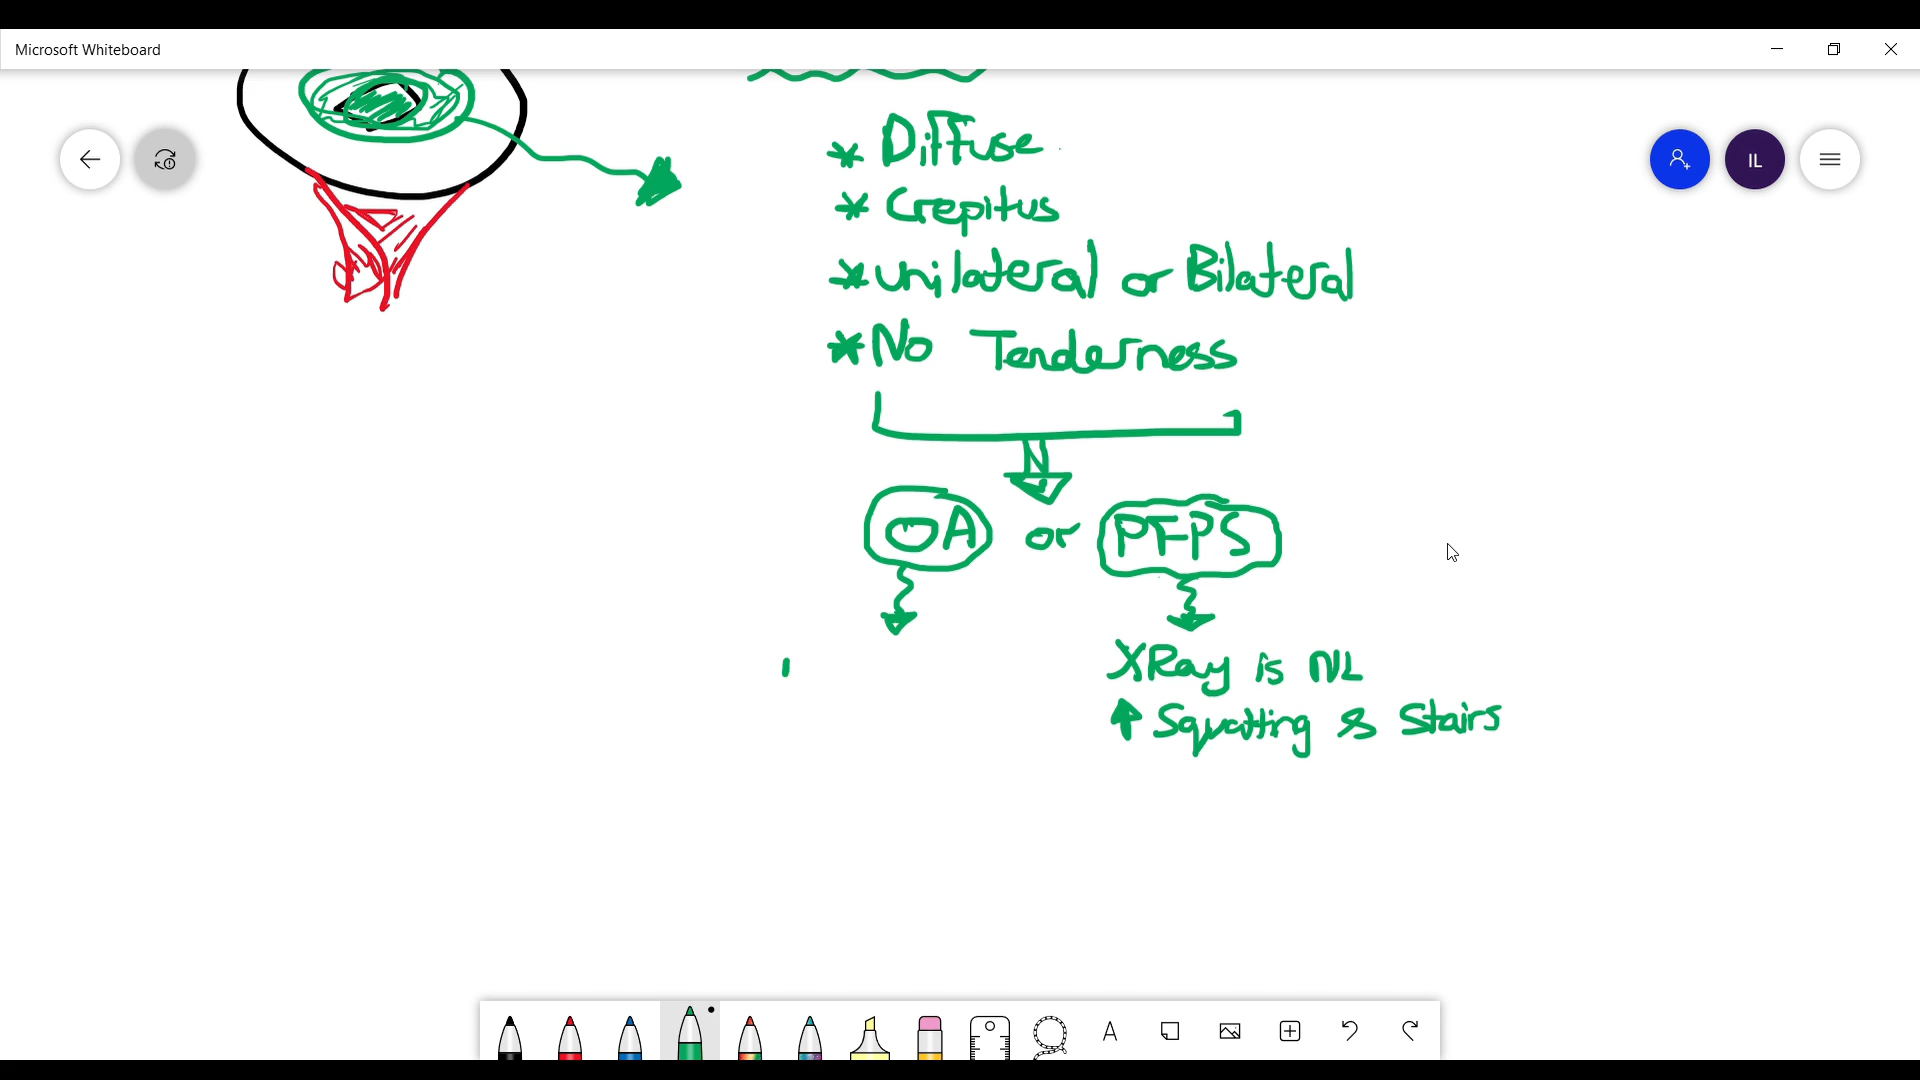 Microsoft Whiteboard
* Diffuse
IL
* Crepitus
* unilateral or Bilateral
* No Tenderness
OA or PFPS
XRay is NL
↑ Squatting & Stairs
A